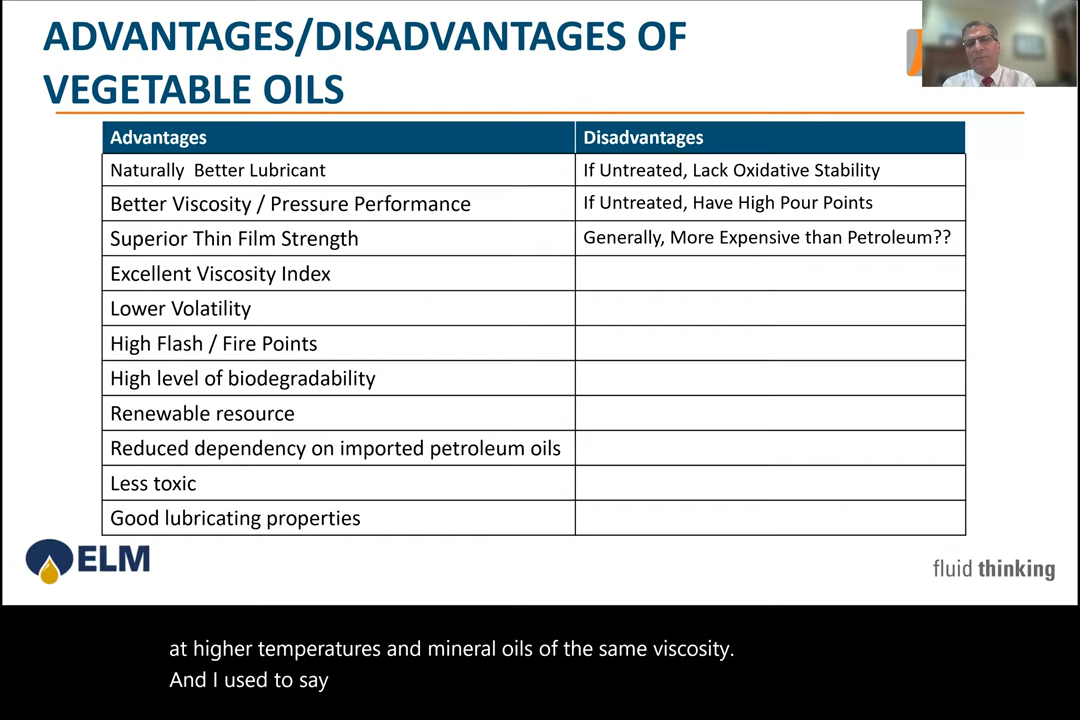 ADVANTAGES/DISADVANTAGES OF
VEGETABLE OILS
Advantages Disadvantages
Naturally Better Lubricant If Untreated, Lack Oxidative Stability
Better Viscosity / Pressure Performance If Untreated, Have High Pour Points
Superior Thin Film Strength Generally, More Expensive than Petroleum??
Excellent Viscosity Index
Lower Volatility
High Flash / Fire Points
High level of biodegradability
Renewable resource
Reduced dependency on imported petroleum oils
Less toxic
Good lubricating properties
ELM
fluid thinking
at higher temperatures and mineral oils of the same viscosity.
And I used to say